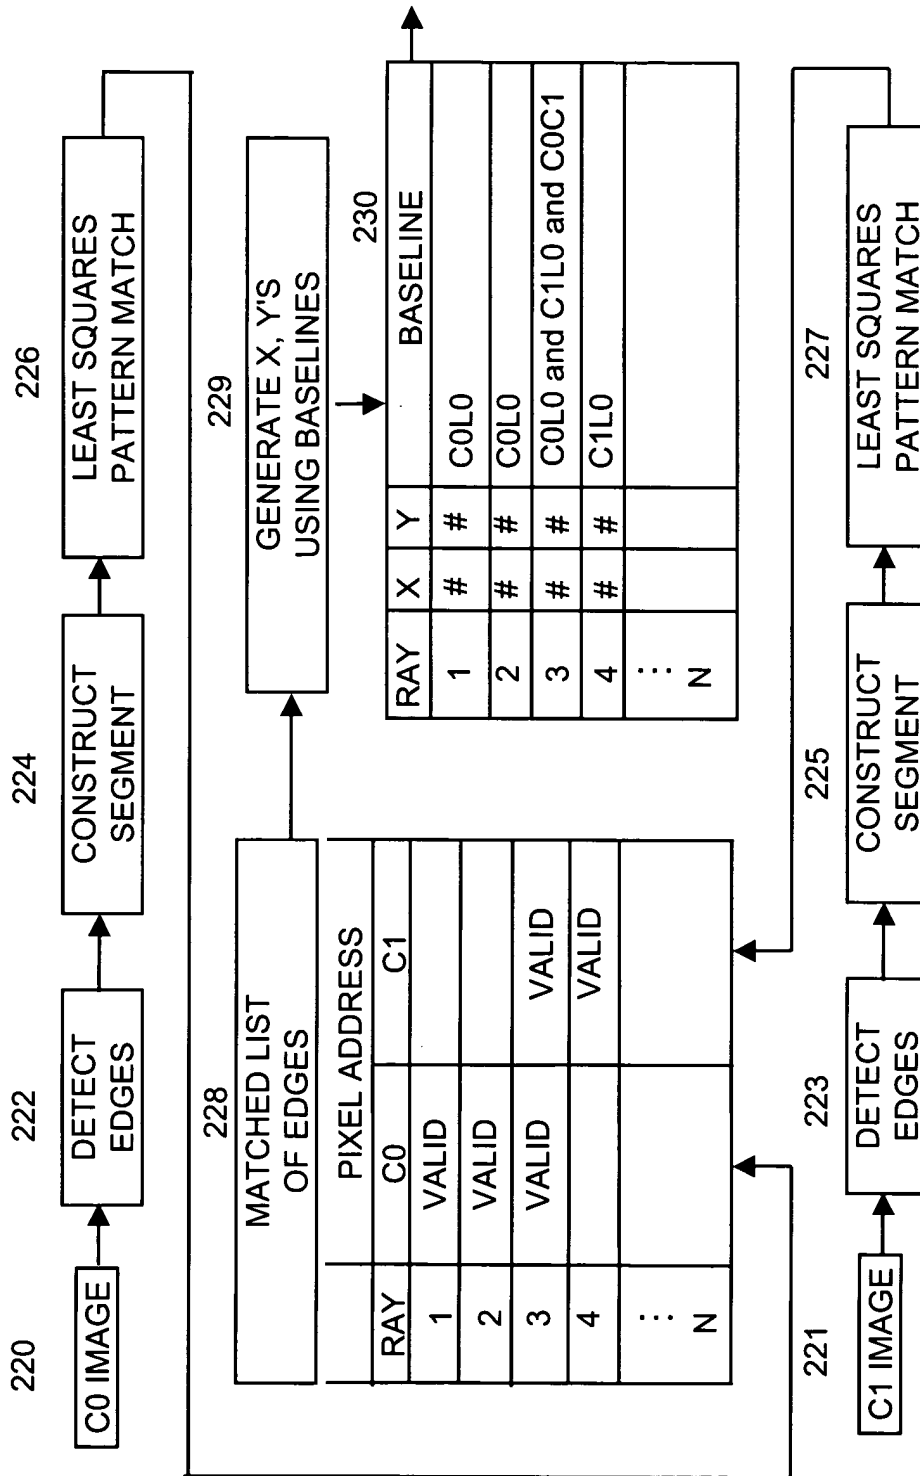 220
222
224
226
C0 IMAGE
DETECT
EDGES
CONSTRUCT
SEGMENT
LEAST SQUARES
PATTERN MATCH
228
229
MATCHED LIST
OF EDGES
GENERATE X, Y'S
USING BASELINES
PIXEL ADDRESS
RAY C0 C1
1 VALID
2 VALID
3 VALID VALID
4 VALID
⋮
N
230
RAY X Y BASELINE
1 # # C0L0
2 # # C0L0
3 # # C0L0 and C1L0 and C0C1
4 # # C1L0
⋮
N
221
223
225
227
C1 IMAGE
DETECT
EDGES
CONSTRUCT
SEGMENT
LEAST SQUARES
PATTERN MATCH